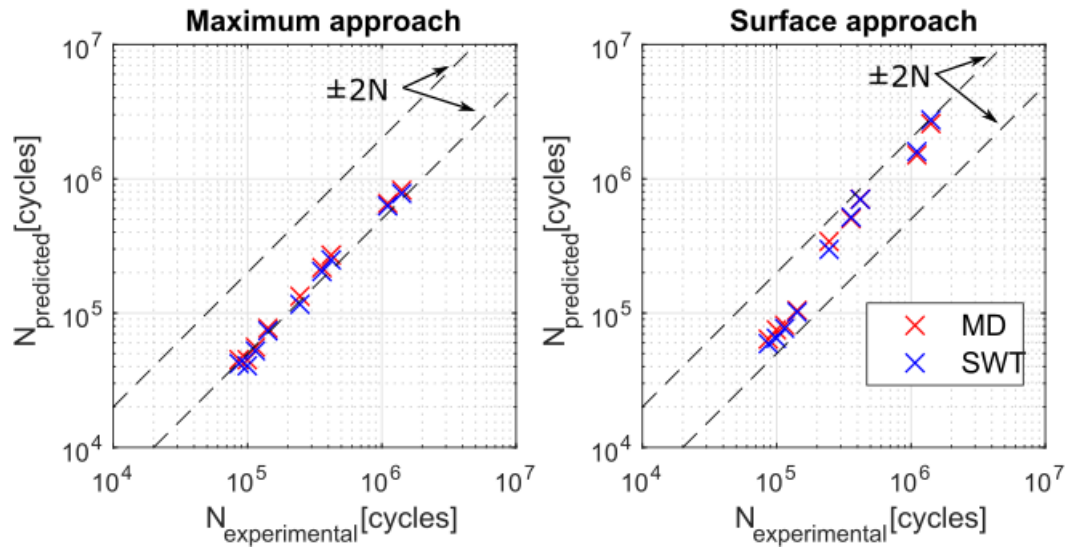 Maximum approach
10^7
10^6
10^5
10^4
N_predicted[cycles]
±2N
10^4 10^5 10^6 10^7
N_experimental[cycles]
Surface approach
10^7
10^6
10^5
10^4
N_predicted[cycles]
±2N
MD
SWT
10^4 10^5 10^6 10^7
N_experimental[cycles]